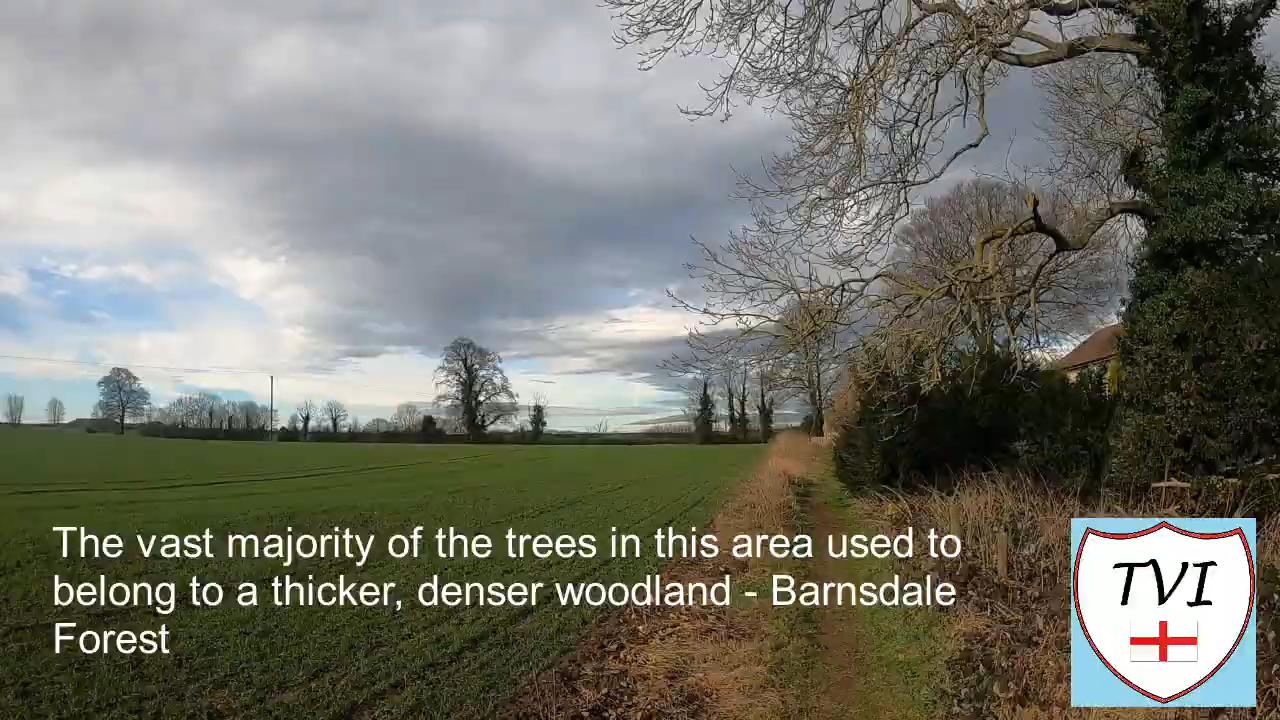 The vast majority of the trees in this area used to
belong to a thicker, denser woodland - Barnsdale
Forest
TVI